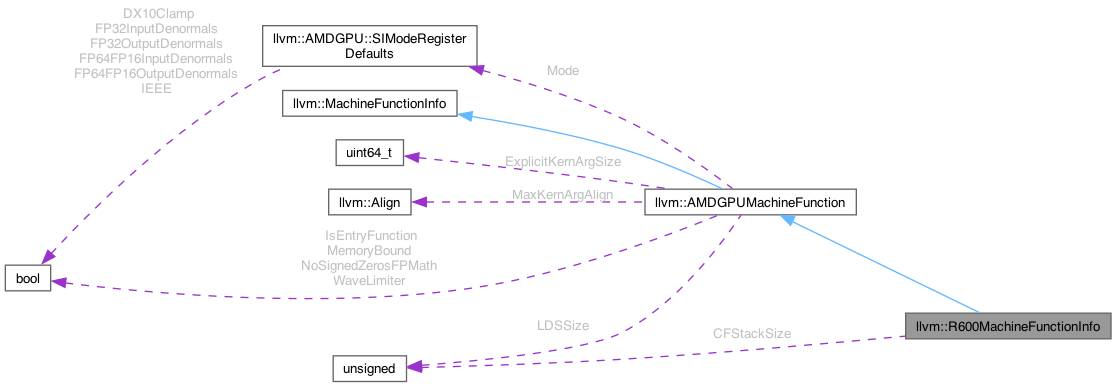 DX10Clamp
FP32InputDenormals
FP32OutputDenormals
FP64FP16InputDenormals
FP64FP16OutputDenormals
IEEE
llvm::AMDGPU::SIModeRegister
Defaults
Mode
llvm::MachineFunctionInfo
uint64_t
ExplicitKernArgSize
llvm::Align
MaxKernArgAlign
llvm::AMDGPUMachineFunction
IsEntryFunction
MemoryBound
NoSignedZerosFPMath
WaveLimiter
bool
LDSSize
CFStackSize
llvm::R600MachineFunctionInfo
unsigned